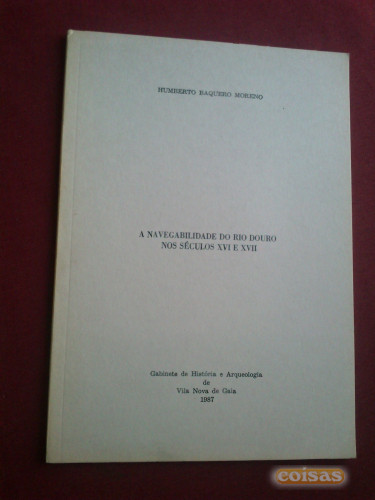 HUMBERTO BAQUERO MORENO
A NAVEGABILIDADE DO RIO DOURO
NOS SÉCULOS XVI E XVII
Gabinete de História e Arqueologia
de
Vila Nova de Gaia
1987
coisas